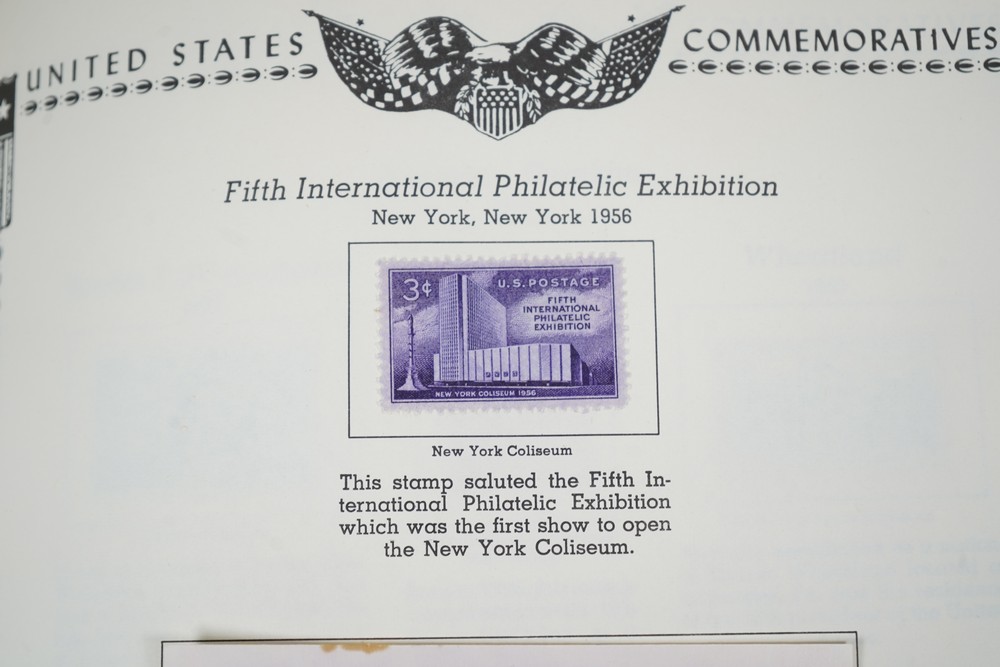 UNITED STATES COMMEMORATIVES
Fifth International Philatelic Exhibition
New York, New York 1956
3¢
U.S. POSTAGE
FIFTH
INTERNATIONAL
PHILATELIC
EXHIBITION
NEW YORK COLISEUM 1956
New York Coliseum
This stamp saluted the Fifth In-
ternational Philatelic Exhibition
which was the first show to open
the New York Coliseum.